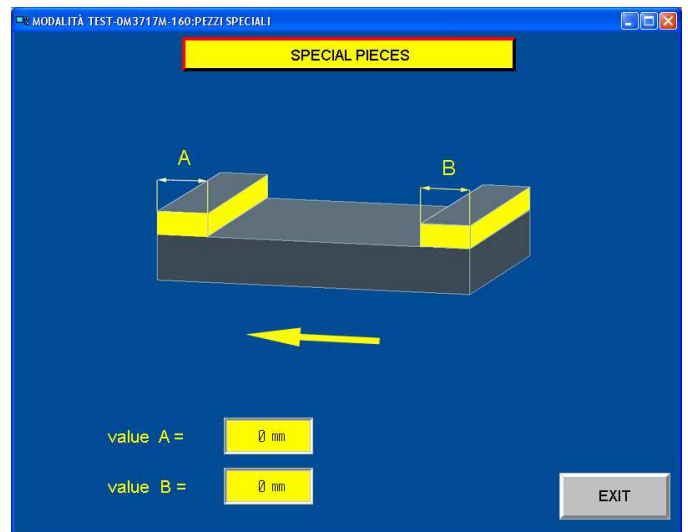 MODALITÀ TEST-0M3717M-160:PEZZI SPECIALI
SPECIAL PIECES
A
B
value A = 0 mm
value B = 0 mm
EXIT